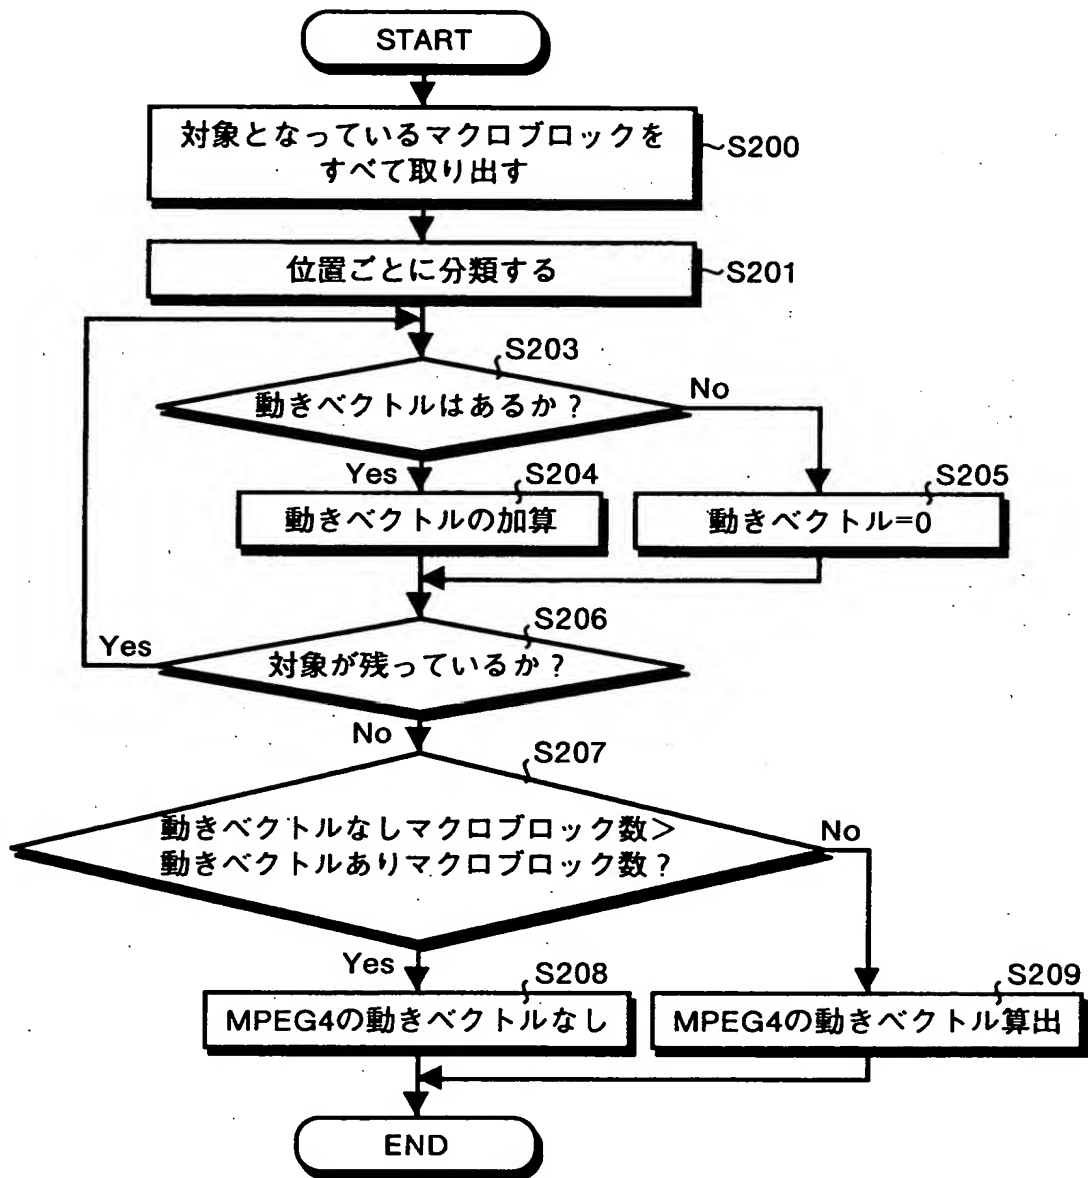 START
対象となっているマクロブロックを
すべて取り出す
S200
位置ごとに分類する
S201
S203
動きベクトルはあるか？
No
Yes
S204
動きベクトルの加算
S205
動きベクトル=0
S206
Yes
対象が残っているか？
No
S207
動きベクトルなしマクロブロック数＞
動きベクトルありマクロブロック数？
No
Yes
S208
MPEG4の動きベクトルなし
S209
MPEG4の動きベクトル算出
END